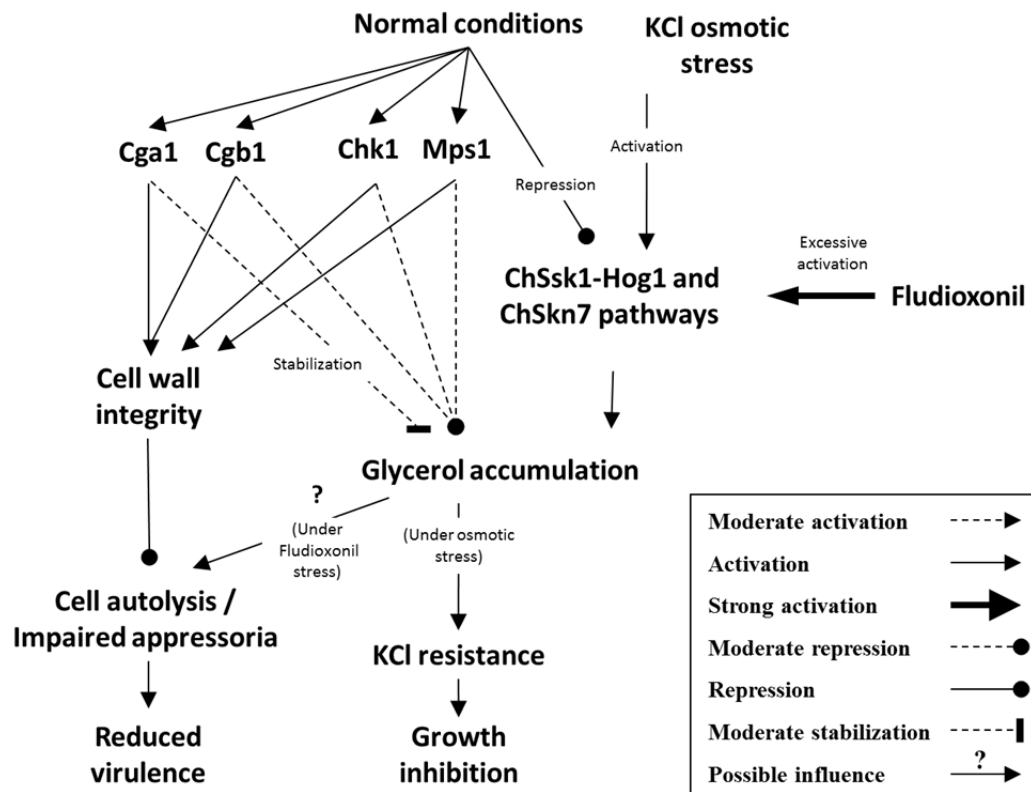 Normal conditions
KCl osmotic
stress
Cga1
Cgb1
Chk1
Mps1
Activation
Repression
Excessive
activation
ChSsk1-Hog1 and
ChSkn7 pathways
Fludioxonil
Cell wall
integrity
Stabilization
Glycerol accumulation
?
(Under
Fludioxonil
stress)
(Under osmotic
stress)
Cell autolysis /
Impaired appressoria
KCl resistance
Reduced
virulence
Growth
inhibition
Moderate activation
Activation
Strong activation
Moderate repression
Repression
Moderate stabilization
Possible influence
?